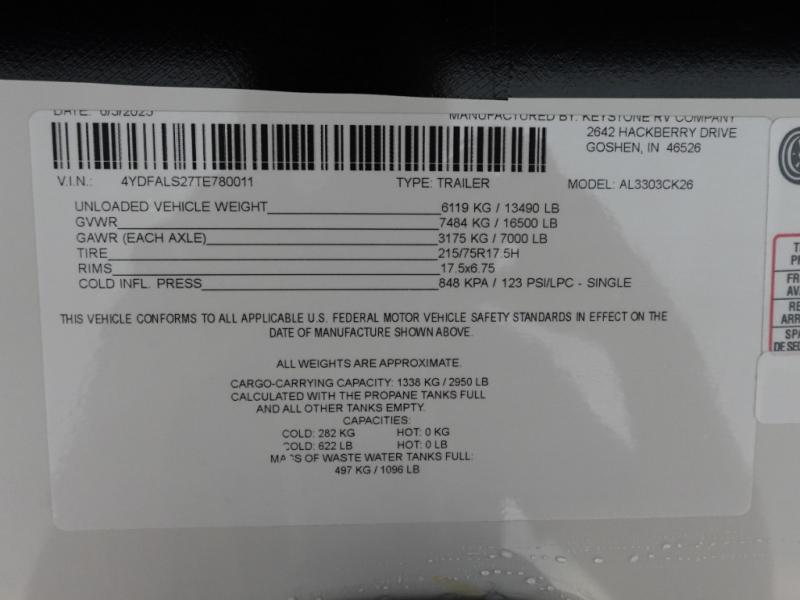 DATE: 6/3/2025
MANUFACTURED BY: KEYSTONE RV COMPANY
2642 HACKBERRY DRIVE
GOSHEN, IN 46526
V.I.N.: 4YDFALS27TE780011 TYPE: TRAILER MODEL: AL3303CK26
UNLOADED VEHICLE WEIGHT 6119 KG / 13490 LB
GVWR 7484 KG / 16500 LB
GAWR (EACH AXLE) 3175 KG / 7000 LB
TIRE 215/75R17.5H
RIMS 17.5x6.75
COLD INFL. PRESS 848 KPA / 123 PSI/LPC - SINGLE
THIS VEHICLE CONFORMS TO ALL APPLICABLE U.S. FEDERAL MOTOR VEHICLE SAFETY STANDARDS IN EFFECT ON THE
DATE OF MANUFACTURE SHOWN ABOVE.
ALL WEIGHTS ARE APPROXIMATE.
CARGO-CARRYING CAPACITY: 1338 KG / 2950 LB
CALCULATED WITH THE PROPANE TANKS FULL
AND ALL OTHER TANKS EMPTY.
CAPACITIES:
COLD: 282 KG HOT: 0 KG
COLD: 622 LB HOT: 0 LB
MASS OF WASTE WATER TANKS FULL:
497 KG / 1096 LB